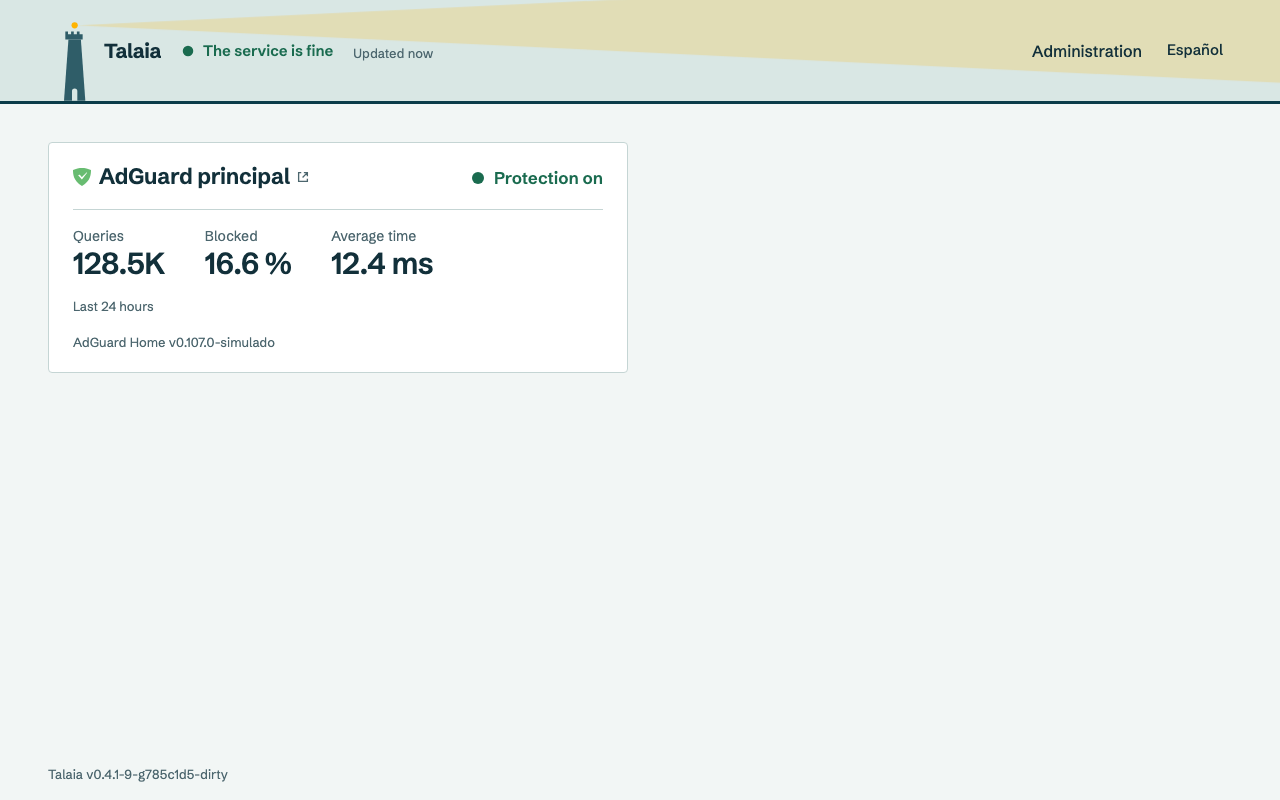 Talaia
The service is fine
Updated now
Administration
Español
AdGuard principal
Protection on
Queries
Blocked
Average time
128.5K
16.6 %
12.4 ms
Last 24 hours
AdGuard Home v0.107.0-simulado
Talaia v0.4.1-9-g785c1d5-dirty